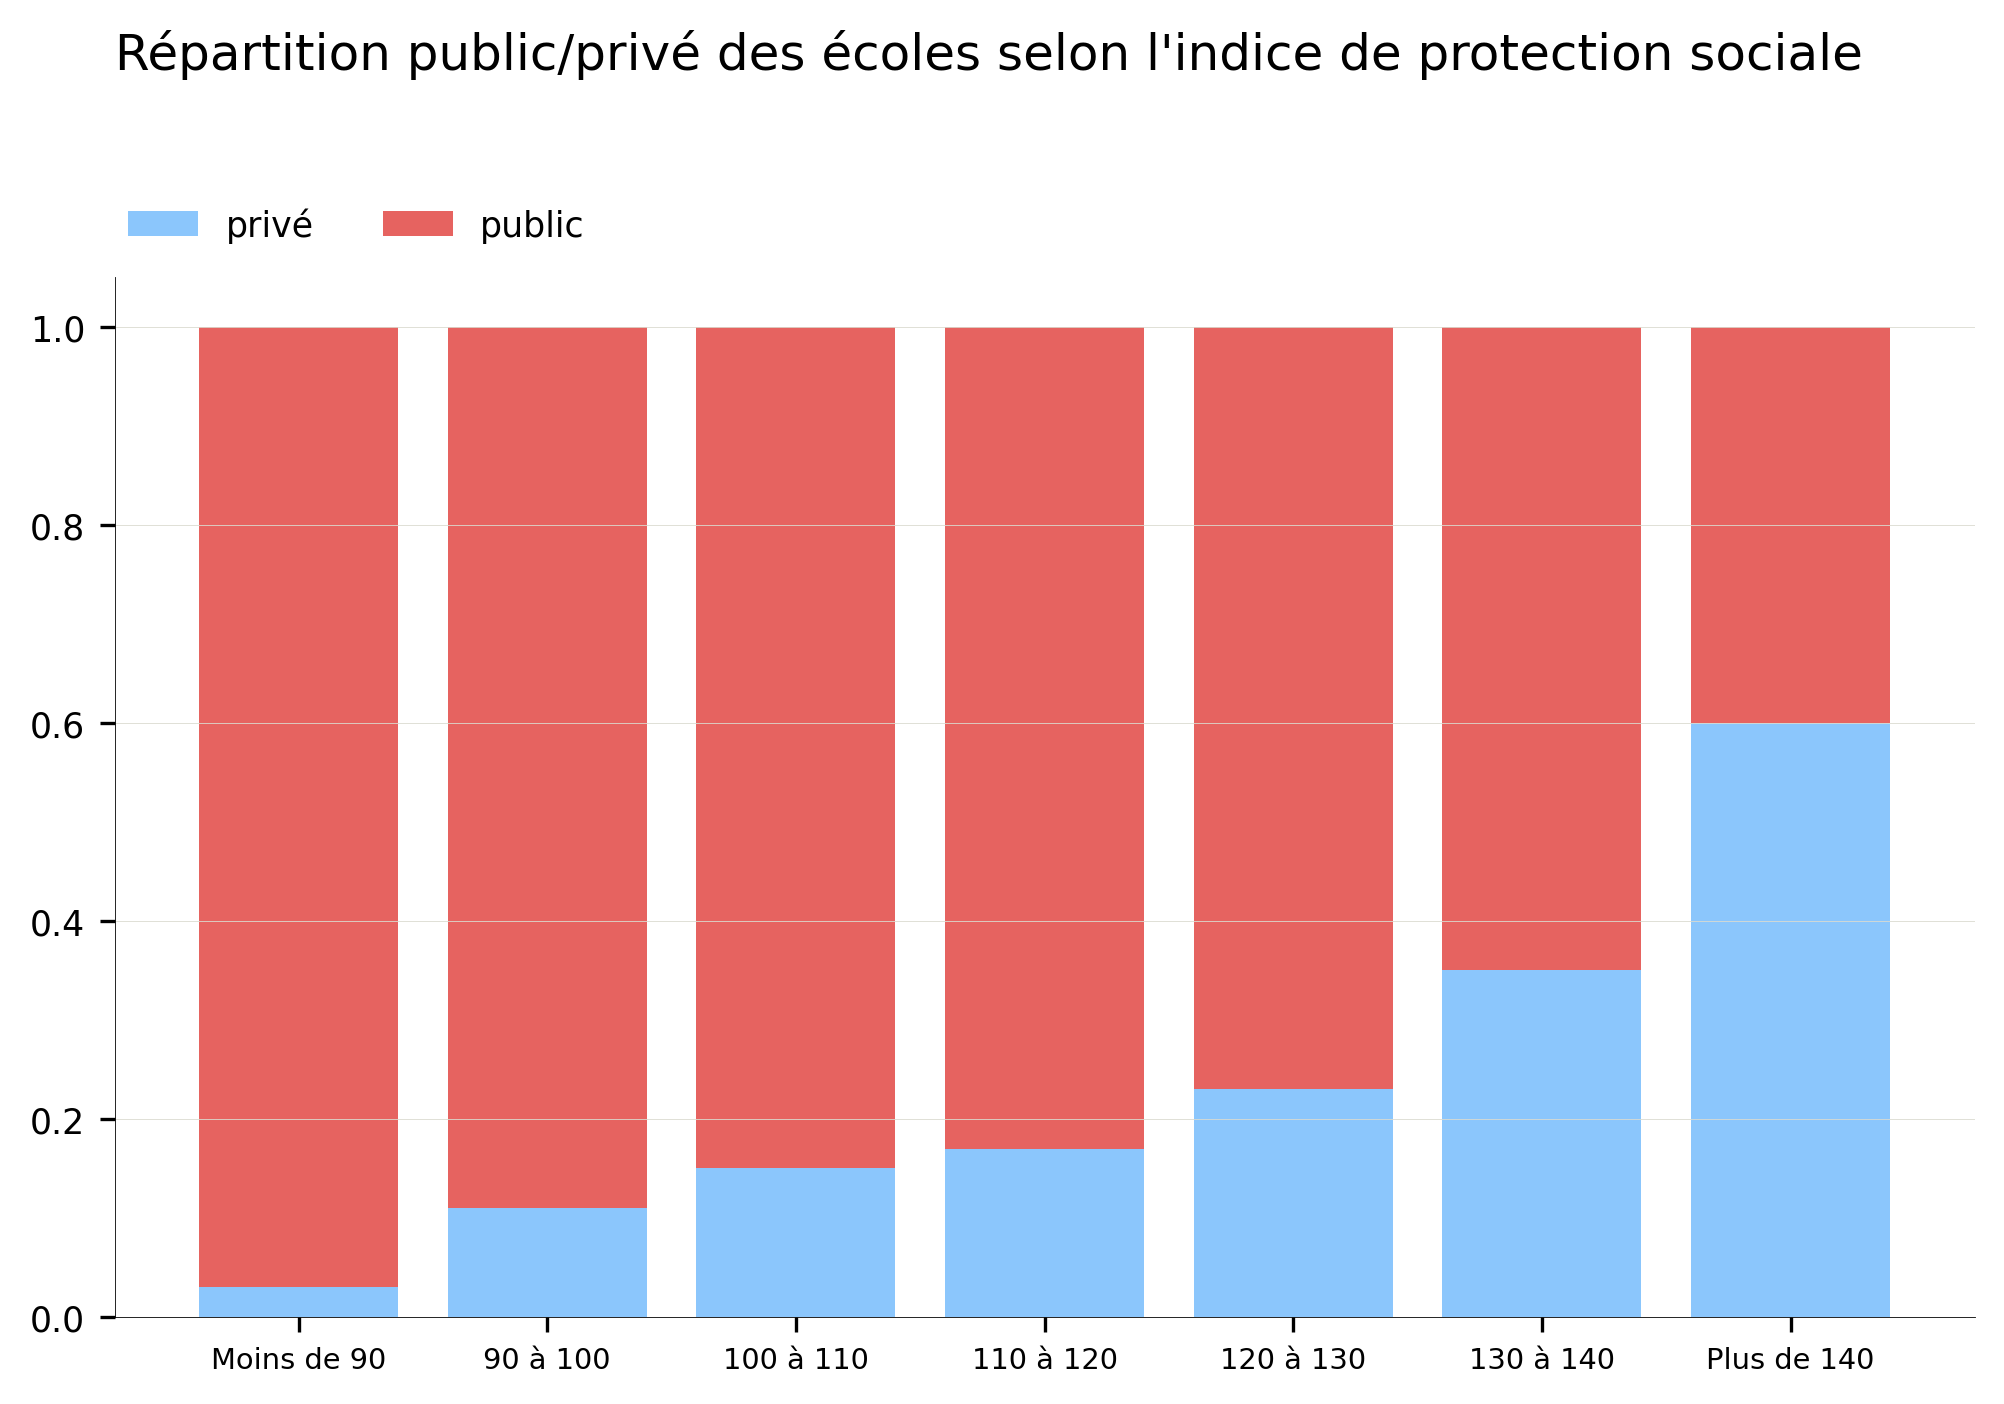 Répartition public/privé des écoles selon l'indice de protection sociale
privé public
1.0
0.8
0.6
0.4
0.2
0.0
Moins de 90 90 à 100 100 à 110 110 à 120 120 à 130 130 à 140 Plus de 140